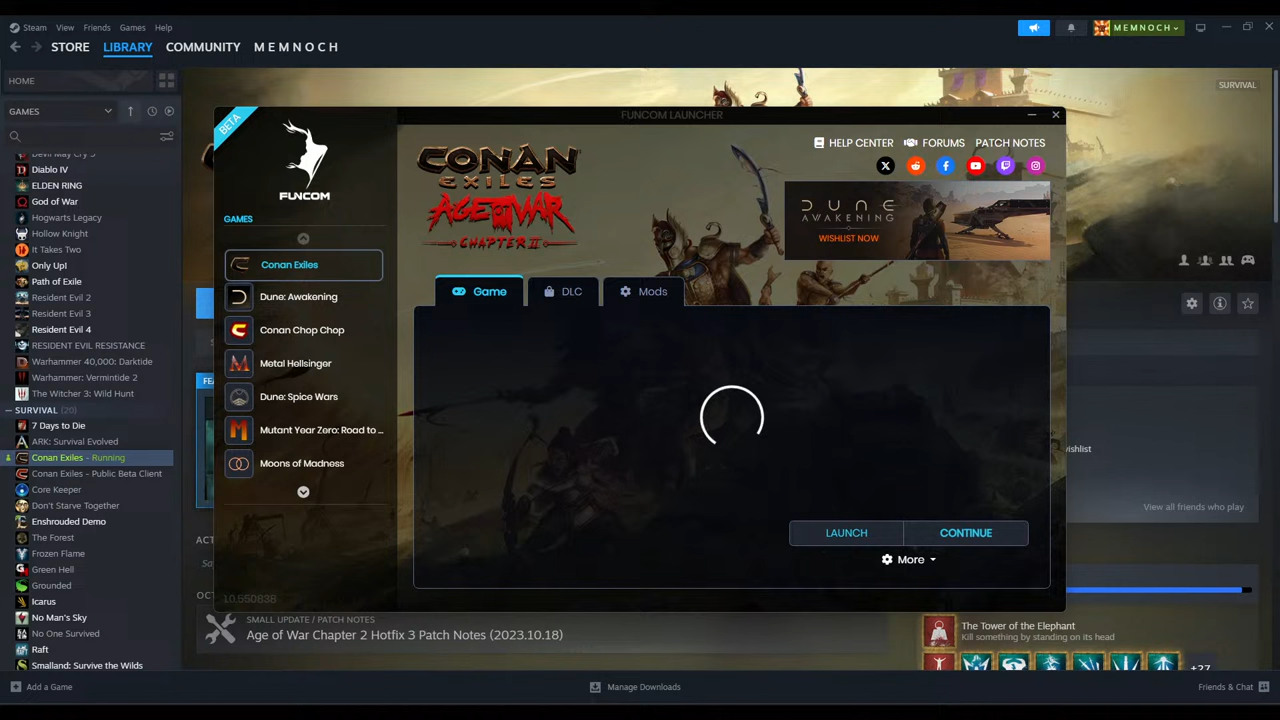 Steam View Friends Games Help
MEMNOCH
STORE LIBRARY COMMUNITY MEMNOCH
HOME
GAMES
Devil May Cry 5
Diablo IV
ELDEN RING
God of War
Hogwarts Legacy
Hollow Knight
It Takes Two
Only Up!
Path of Exile
Resident Evil 2
Resident Evil 3
Resident Evil 4
RESIDENT EVIL RESISTANCE
Warhammer 40,000: Darktide
Warhammer: Vermintide 2
The Witcher 3: Wild Hunt
SURVIVAL (20)
7 Days to Die
ARK: Survival Evolved
Conan Exiles - Running
Conan Exiles - Public Beta Client
Core Keeper
Don't Starve Together
Enshrouded Demo
The Forest
Frozen Flame
Green Hell
Grounded
Icarus
No Man's Sky
No One Survived
Raft
Smalland: Survive the Wilds
Add a Game
SURVIVAL
FUNCOM LAUNCHER
BETA
FUNCOM
GAMES
Conan Exiles
Dune: Awakening
Conan Chop Chop
Metal Hellsinger
Dune: Spice Wars
Mutant Year Zero: Road to ...
Moons of Madness
10.55083B
HELP CENTER FORUMS PATCH NOTES
CONAN
EXILES
AGE OF WAR
CHAPTER II
DUNE
AWAKENING
WISHLIST NOW
Game DLC Mods
LAUNCH CONTINUE
More
FE
wishlist
View all friends who play
SMALL UPDATE / PATCH NOTES
Age of War Chapter 2 Hotfix 3 Patch Notes (2023.10.18)
The Tower of the Elephant
Kill something by standing on its head
+27
Manage Downloads
Friends & Chat